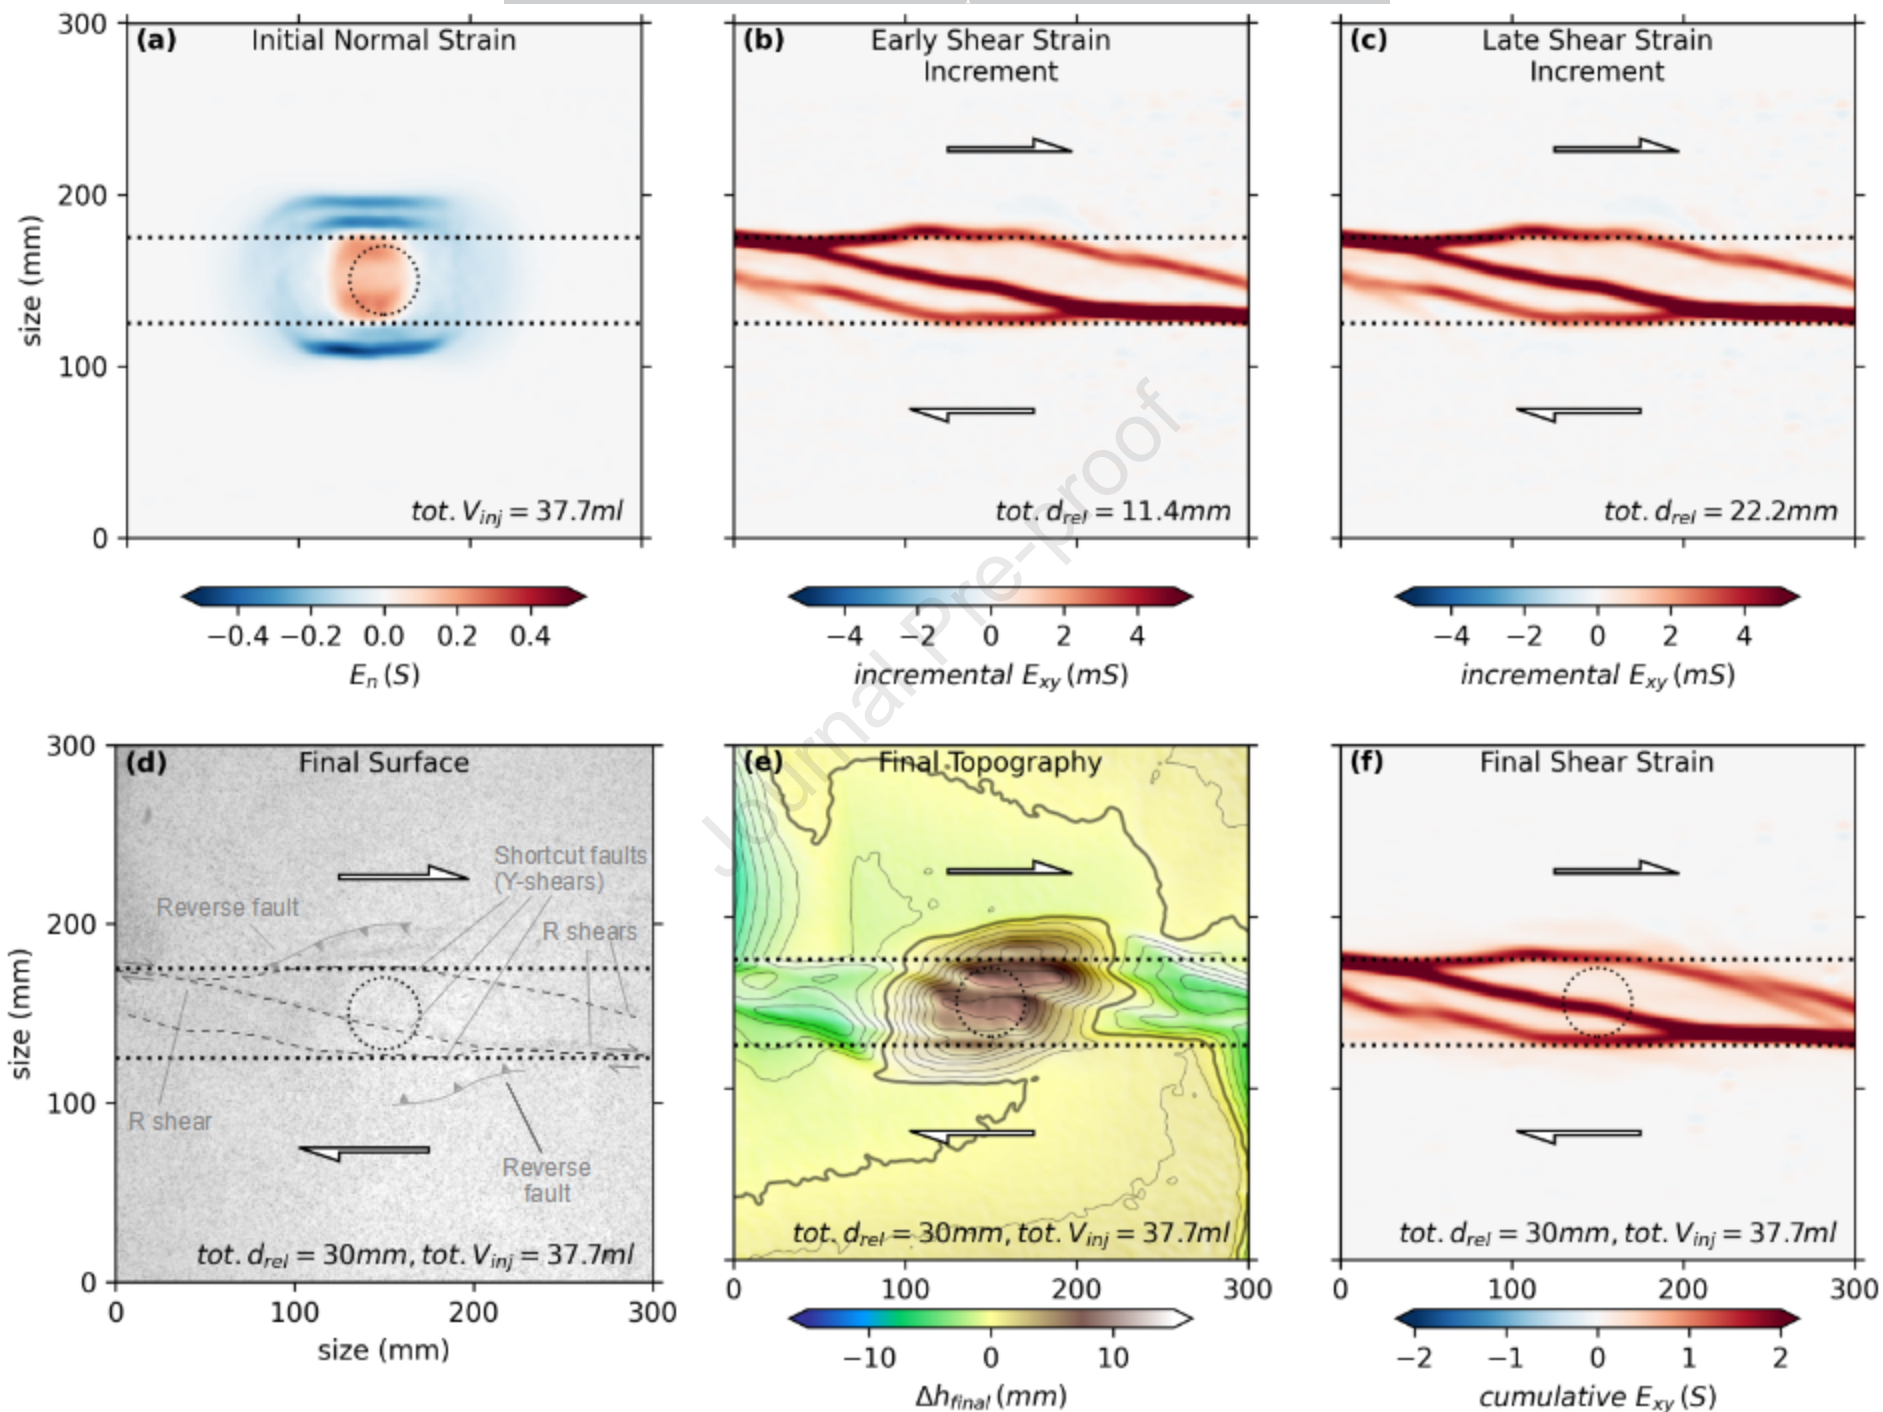 (a) Initial Normal Strain
300
200
100
0
size (mm)
tot. V_inj = 37.7ml
−0.4 −0.2 0.0 0.2 0.4
E_n (S)
(b) Early Shear Strain
Increment
tot. d_rel = 11.4mm
−4 −2 0 2 4
incremental E_xy (mS)
(c) Late Shear Strain
Increment
tot. d_rel = 22.2mm
−4 −2 0 2 4
incremental E_xy (mS)
Journal Pre-proof
(d) Final Surface
300
200
100
0
size (mm)
Shortcut faults
(Y-shears)
Reverse fault
R shears
R shear
Reverse
fault
tot. d_rel = 30mm, tot. V_inj = 37.7ml
0 100 200 300
size (mm)
(e) Final Topography
tot. d_rel = 30mm, tot. V_inj = 37.7ml
0 100 200 300
−10 0 10
Δh_final (mm)
(f) Final Shear Strain
tot. d_rel = 30mm, tot. V_inj = 37.7ml
0 100 200 300
−2 −1 0 1 2
cumulative E_xy (S)